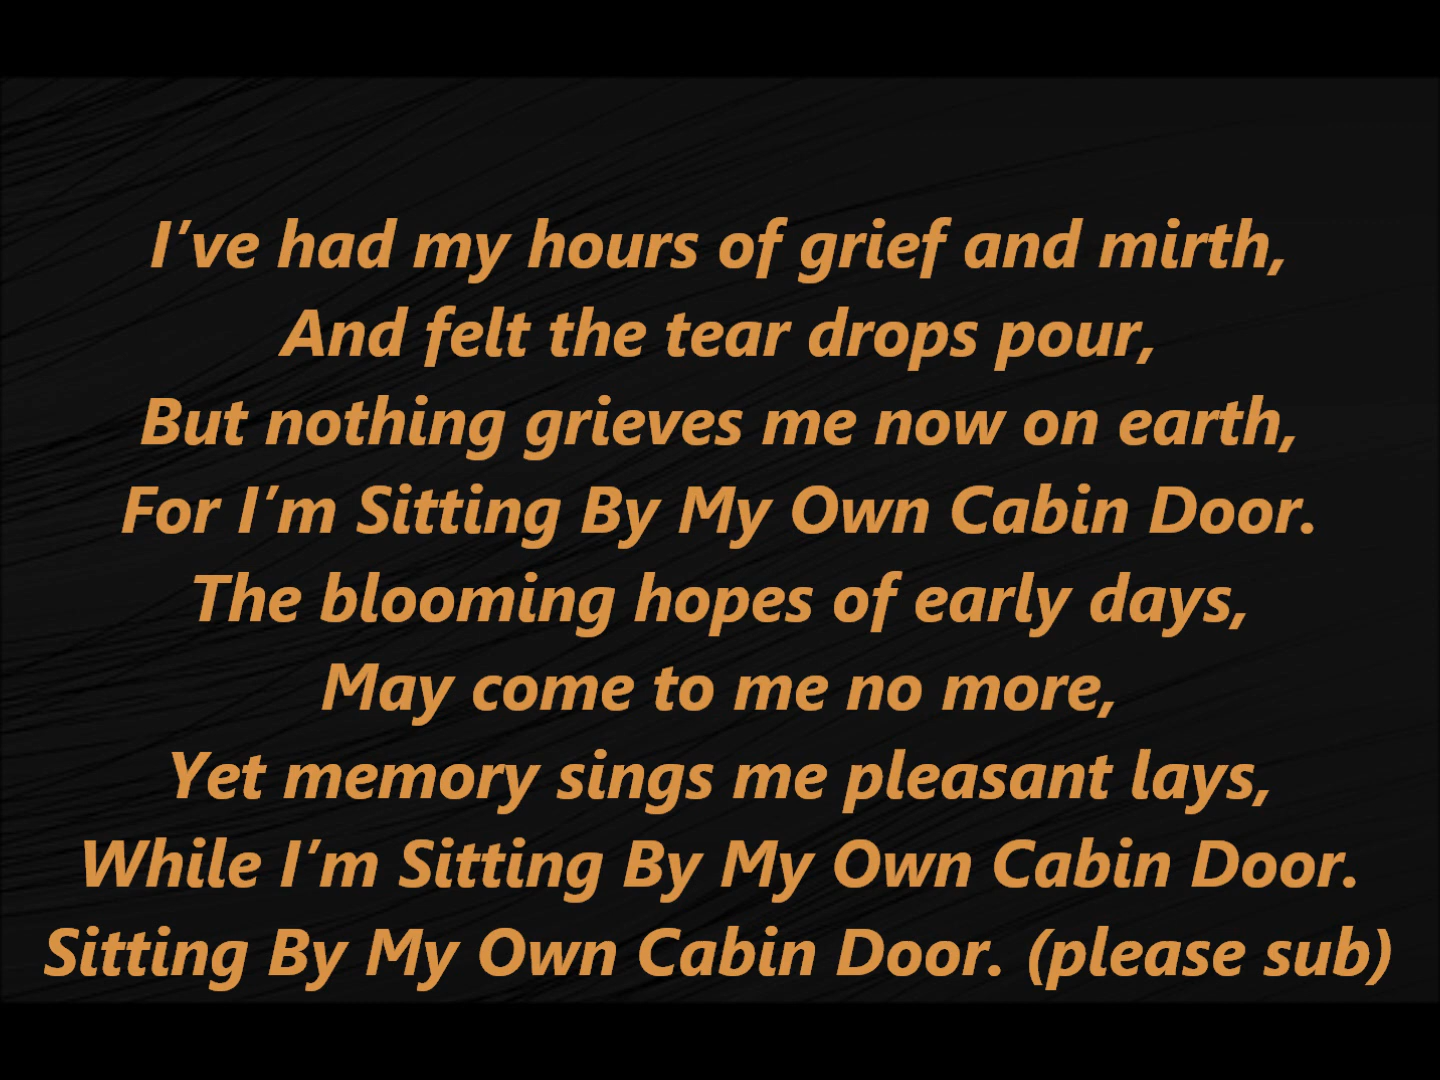 I've had my hours of grief and mirth,
And felt the tear drops pour,
But nothing grieves me now on earth,
For I'm Sitting By My Own Cabin Door.
The blooming hopes of early days,
May come to me no more,
Yet memory sings me pleasant lays,
While I'm Sitting By My Own Cabin Door.
Sitting By My Own Cabin Door. (please sub)